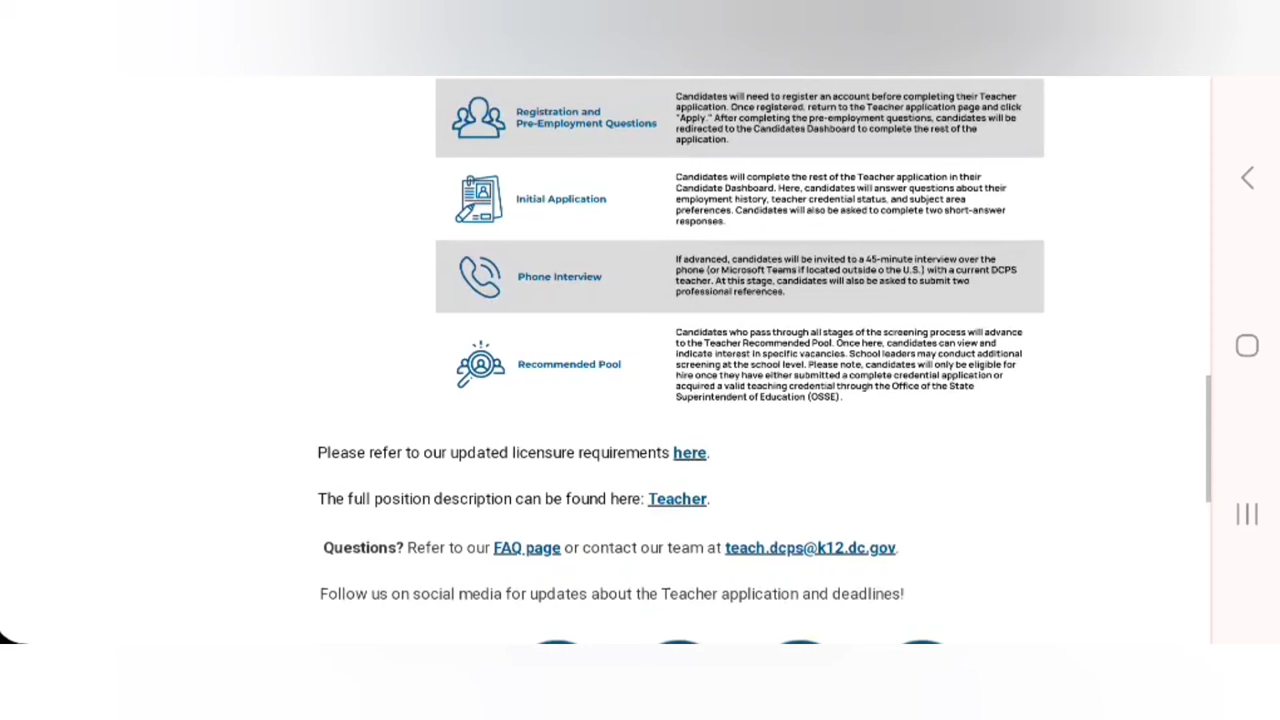 Registration and
Pre-Employment Questions
Candidates will need to register an account before completing their Teacher
application. Once registered, return to the Teacher application page and click
"Apply." After completing the pre-employment questions, candidates will be
redirected to the Candidates Dashboard to complete the rest of the
application.
Initial Application
Candidates will complete the rest of the Teacher application in their
Candidate Dashboard. Here, candidates will answer questions about their
employment history, teacher credential status, and subject area
preferences. Candidates will also be asked to complete two short-answer
responses.
Phone Interview
If advanced, candidates will be invited to a 45-minute interview over the
phone (or Microsoft Teams if located outside o the U.S.) with a current DCPS
teacher. At this stage, candidates will also be asked to submit two
professional references.
Recommended Pool
Candidates who pass through all stages of the screening process will advance
to the Teacher Recommended Pool. Once here, candidates can view and
indicate interest in specific vacancies. School leaders may conduct additional
screening at the school level. Please note, candidates will only be eligible for
hire once they have either submitted a complete credential application or
acquired a valid teaching credential through the Office of the State
Superintendent of Education (OSSE).
Please refer to our updated licensure requirements here.
The full position description can be found here: Teacher.
Questions? Refer to our FAQ page or contact our team at teach.dcps@k12.dc.gov.
Follow us on social media for updates about the Teacher application and deadlines!